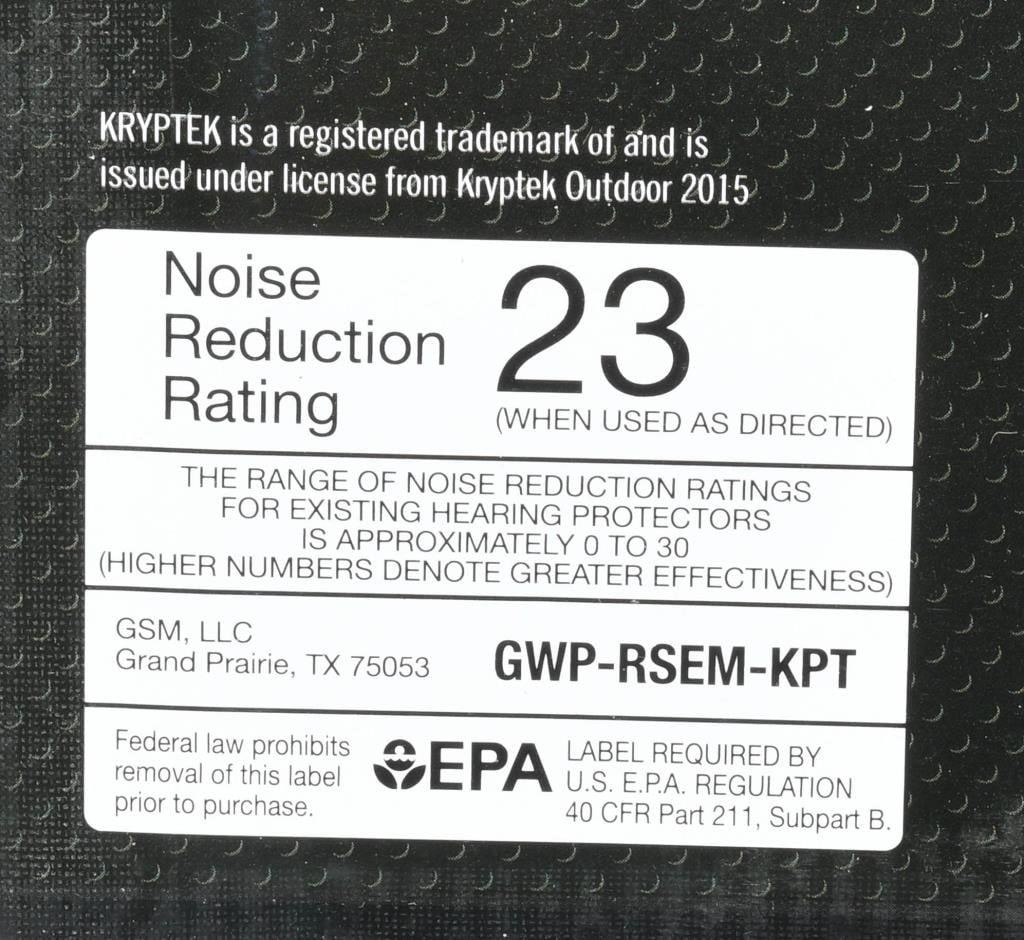 KRYPTEK is a registered trademark of and is
issued under license from Kryptek Outdoor 2015
Noise
Reduction
Rating
23
(WHEN USED AS DIRECTED)
THE RANGE OF NOISE REDUCTION RATINGS
FOR EXISTING HEARING PROTECTORS
IS APPROXIMATELY 0 TO 30
(HIGHER NUMBERS DENOTE GREATER EFFECTIVENESS)
GSM, LLC
Grand Prairie, TX 75053
GWP-RSEM-KPT
Federal law prohibits
removal of this label
prior to purchase.
EPA
LABEL REQUIRED BY
U.S. E.P.A. REGULATION
40 CFR Part 211, Subpart B.